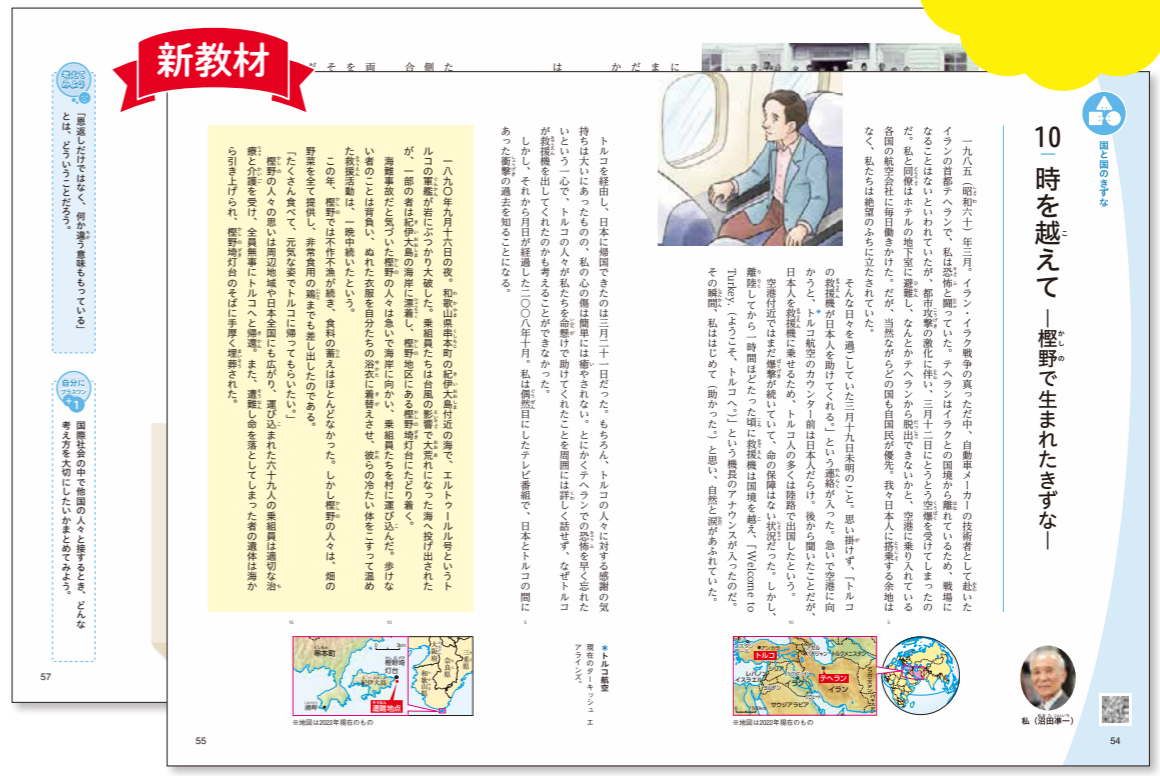 新教材
国と国のきずな
10 時を越えて ―樫野で生まれたきずな―
私（沼田凖一）
一九八五（昭和六十）年三月。イラン・イラク戦争の真っただ中、自動車メーカーの技術者として赴いた
イランの首都テヘランで、私は恐怖と闘っていた。テヘランはイラクとの国境から離れているため、戦場に
なることはないといわれていたが、都市攻撃の激化に伴い、三月十二日にとうとう空爆を受けてしまったの
だ。私と同僚はホテルの地下室に避難し、なんとかテヘランから脱出できないかと、空港に乗り入れている
各国の航空会社に毎日働きかけた。だが、当然ながらどの国も自国民が優先。我々日本人に搭乗する余地は
なく、私たちは絶望のふちに立たされていた。
そんな日々を過ごしていた三月十九日未明のこと。思い掛けず、「トルコ
の救援機が日本人を助けてくれる。」という連絡が入った。急いで空港に向
かうと、トルコ航空のカウンター前は日本人だらけ。後から聞いたことだが、
日本人を救援機に乗せるため、トルコ人の多くは陸路で出国したという。
空港付近ではまだ爆撃が続いていて、命の保障はない状況だった。しかし、
離陸してから一時間ほどたった頃に救援機は国境を越え、「Welcome to
Turkey.（ようこそ、トルコへ。）」という機長のアナウンスが入ったのだ。
その瞬間、私ははじめて（助かった。）と思い、自然と涙があふれていた。
トルコ
テヘラン
イラン
サウジアラビア
※地図は2022年現在のもの
54
トルコを経由し、日本に帰国できたのは三月二十一日だった。もちろん、トルコの人々に対する感謝の気
持ちは大いにあったものの、私の心の傷は簡単には癒やされない。とにかくテヘランでの恐怖を早く忘れた
いという一心で、トルコの人々が私たちを命懸けで助けてくれたことを周囲には詳しく話せず、なぜトルコ
が救援機を出してくれたのかも考えることができなかった。
しかし、それから月日が経過した二〇〇八年十月。私は偶然目にしたテレビ番組で、日本とトルコの間に
あった衝撃の過去を知ることになる。
一八九〇年九月十六日の夜。和歌山県串本町の紀伊大島付近の海で、エルトゥールル号というト
ルコの軍艦が岩にぶつかり大破した。乗組員たちは台風の影響で大荒れになった海へ投げ出された
が、一部の者は紀伊大島の海岸に漂着し、樫野地区にある樫野埼灯台にたどり着く。
海難事故だと気づいた樫野の人々は急いで海岸に向かい、乗組員たちを村に運び込んだ。歩けな
い者のことは背負い、ぬれた衣服を自分たちの浴衣に着替えさせ、彼らの冷たい体をこすって温め
た救援活動は、一晩中続いたという。
この年、樫野では不作不漁が続き、食料の蓄えはほとんどなかった。しかし樫野の人々は、畑の
野菜を全て提供し、非常食用の鶏までも差し出したのである。
「たくさん食べて、元気な姿でトルコに帰ってもらいたい。」
樫野の人々の思いは周辺地域や日本全国にも広がり、運び込まれた六十九人の乗組員は適切な治
療と介護を受け、全員無事にトルコへと帰還。また、遭難し命を落としてしまった者の遺体は海か
ら引き上げられ、樫野埼灯台のそばに手厚く埋葬された。
＊トルコ航空
現在のターキッシュ エ
アラインズ。
串本町
樫野埼
灯台
紀伊大島
遭難地点
三重県
奈良県
大阪府
和歌山県
※地図は2022年現在のもの
55
考えて
みよう
「恩返しだけではなく、何か違う意味ももっている」
とは、どういうことだろう。
自分に
プラスワン
+1
国際社会の中で他国の人々と接するとき、どんな
考え方を大切にしたいかまとめてみよう。
57